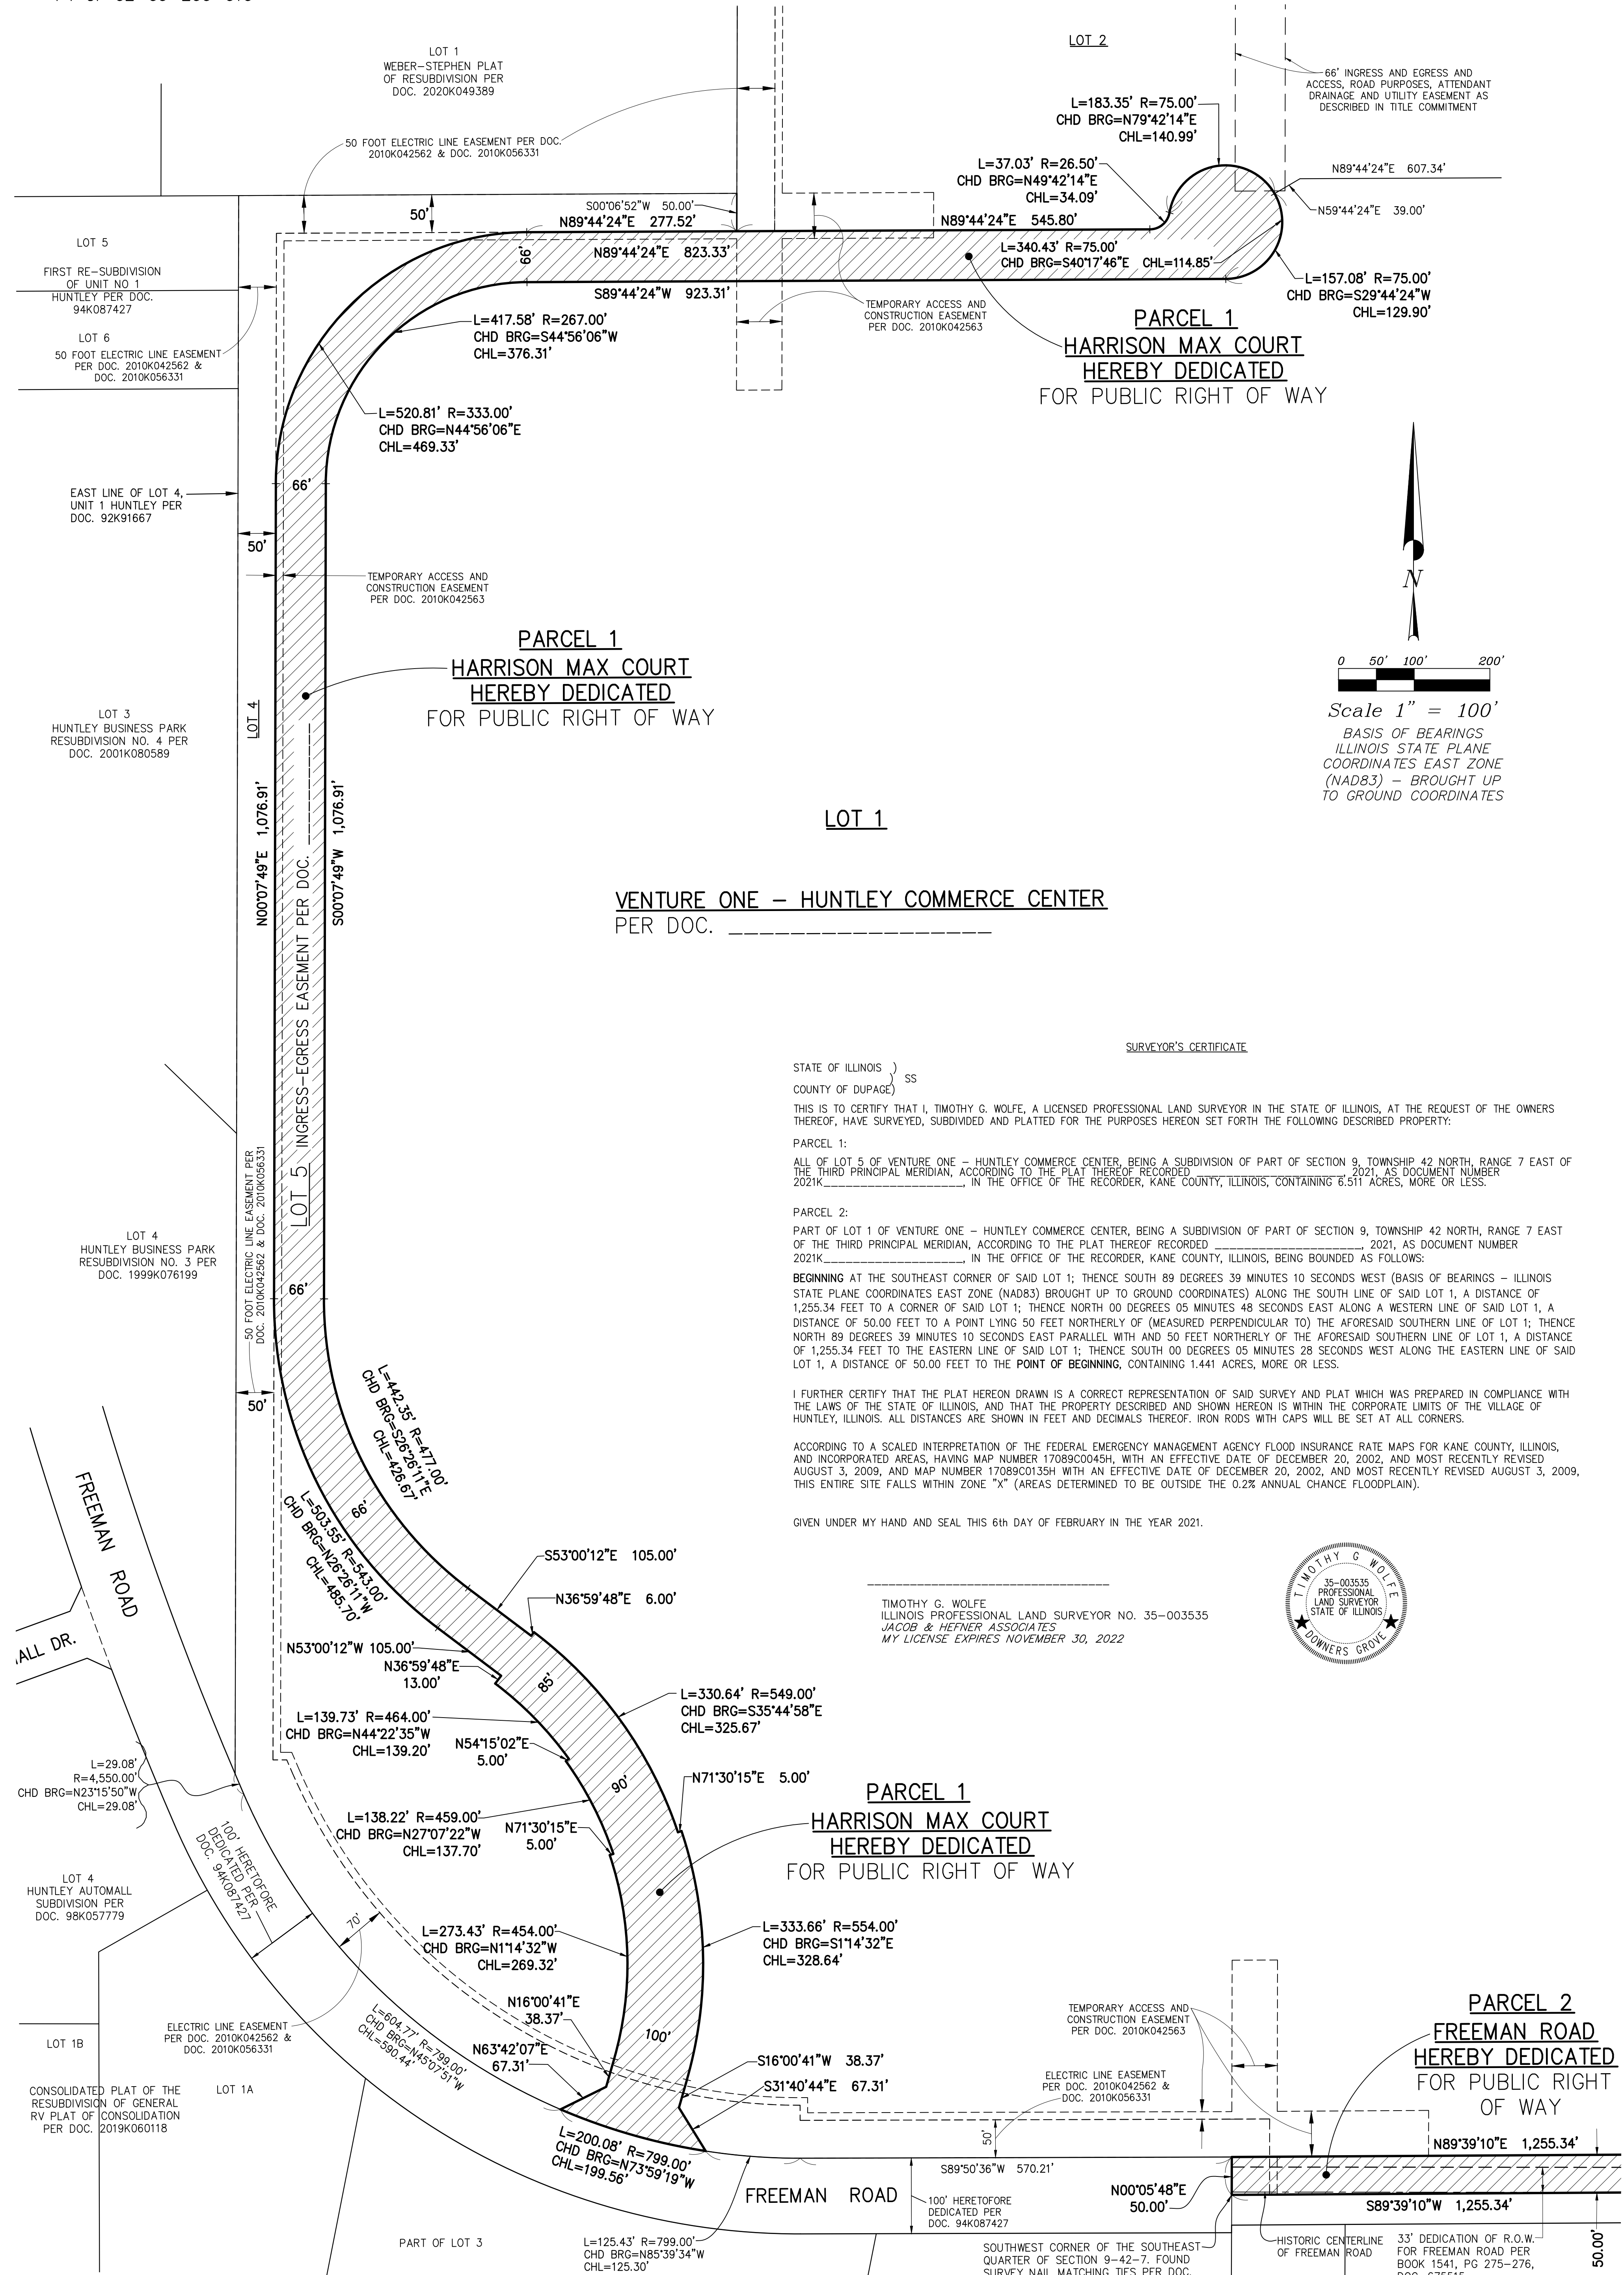 LOT 1
WEBER-STEPHEN PLAT
OF RESUBDIVISION PER
DOC. 2020K049389
LOT 2
66' INGRESS AND EGRESS AND
ACCESS, ROAD PURPOSES, ATTENDANT
DRAINAGE AND UTILITY EASEMENT AS
DESCRIBED IN TITLE COMMITMENT
L=183.35' R=75.00'
CHD BRG=N79°42'14"E
CHL=140.99'
50 FOOT ELECTRIC LINE EASEMENT PER DOC.
2010K042562 & DOC. 2010K056331
L=37.03' R=26.50'
CHD BRG=N49°42'14"E
CHL=34.09'
N89°44'24"E 607.34'
N59°44'24"E 39.00'
50'
S00°06'52"W 50.00'
N89°44'24"E 277.52'
N89°44'24"E 545.80'
66'
N89°44'24"E 823.33'
L=340.43' R=75.00'
CHD BRG=S40°17'46"E CHL=114.85'
S89°44'24"W 923.31'
L=157.08' R=75.00'
CHD BRG=S29°44'24"W
CHL=129.90'
LOT 5
FIRST RE-SUBDIVISION
OF UNIT NO 1
HUNTLEY PER DOC.
94K087427
LOT 6
50 FOOT ELECTRIC LINE EASEMENT
PER DOC. 2010K042562 &
DOC. 2010K056331
TEMPORARY ACCESS AND
CONSTRUCTION EASEMENT
PER DOC. 2010K042563
L=417.58' R=267.00'
CHD BRG=S44°56'06"W
CHL=376.31'
PARCEL 1
HARRISON MAX COURT
HEREBY DEDICATED
FOR PUBLIC RIGHT OF WAY
L=520.81' R=333.00'
CHD BRG=N44°56'06"E
CHL=469.33'
66'
EAST LINE OF LOT 4,
UNIT 1 HUNTLEY PER
DOC. 92K91667
50'
TEMPORARY ACCESS AND
CONSTRUCTION EASEMENT
PER DOC. 2010K042563
N
0 50' 100' 200'
Scale 1" = 100'
BASIS OF BEARINGS
ILLINOIS STATE PLANE
COORDINATES EAST ZONE
(NAD83) – BROUGHT UP
TO GROUND COORDINATES
PARCEL 1
HARRISON MAX COURT
HEREBY DEDICATED
FOR PUBLIC RIGHT OF WAY
LOT 3
HUNTLEY BUSINESS PARK
RESUBDIVISION NO. 4 PER
DOC. 2001K080589
LOT 4
N00°07'49"E 1,076.91'
S00°07'49"W 1,076.91'
LOT 5 INGRESS-EGRESS EASEMENT PER DOC. ____________
LOT 1
VENTURE ONE – HUNTLEY COMMERCE CENTER
PER DOC. _________________
SURVEYOR'S CERTIFICATE
STATE OF ILLINOIS )
) SS
COUNTY OF DUPAGE)
THIS IS TO CERTIFY THAT I, TIMOTHY G. WOLFE, A LICENSED PROFESSIONAL LAND SURVEYOR IN THE STATE OF ILLINOIS, AT THE REQUEST OF THE OWNERS
THEREOF, HAVE SURVEYED, SUBDIVIDED AND PLATTED FOR THE PURPOSES HEREON SET FORTH THE FOLLOWING DESCRIBED PROPERTY:
PARCEL 1:
ALL OF LOT 5 OF VENTURE ONE – HUNTLEY COMMERCE CENTER, BEING A SUBDIVISION OF PART OF SECTION 9, TOWNSHIP 42 NORTH, RANGE 7 EAST OF
THE THIRD PRINCIPAL MERIDIAN, ACCORDING TO THE PLAT THEREOF RECORDED ____________________, 2021, AS DOCUMENT NUMBER
2021K____________________, IN THE OFFICE OF THE RECORDER, KANE COUNTY, ILLINOIS, CONTAINING 6.511 ACRES, MORE OR LESS.
PARCEL 2:
PART OF LOT 1 OF VENTURE ONE – HUNTLEY COMMERCE CENTER, BEING A SUBDIVISION OF PART OF SECTION 9, TOWNSHIP 42 NORTH, RANGE 7 EAST
OF THE THIRD PRINCIPAL MERIDIAN, ACCORDING TO THE PLAT THEREOF RECORDED ____________________, 2021, AS DOCUMENT NUMBER
2021K____________________, IN THE OFFICE OF THE RECORDER, KANE COUNTY, ILLINOIS, BEING BOUNDED AS FOLLOWS:
BEGINNING AT THE SOUTHEAST CORNER OF SAID LOT 1; THENCE SOUTH 89 DEGREES 39 MINUTES 10 SECONDS WEST (BASIS OF BEARINGS – ILLINOIS
STATE PLANE COORDINATES EAST ZONE (NAD83) BROUGHT UP TO GROUND COORDINATES) ALONG THE SOUTH LINE OF SAID LOT 1, A DISTANCE OF
1,255.34 FEET TO A CORNER OF SAID LOT 1; THENCE NORTH 00 DEGREES 05 MINUTES 48 SECONDS EAST ALONG A WESTERN LINE OF SAID LOT 1, A
DISTANCE OF 50.00 FEET TO A POINT LYING 50 FEET NORTHERLY OF (MEASURED PERPENDICULAR TO) THE AFORESAID SOUTHERN LINE OF LOT 1; THENCE
NORTH 89 DEGREES 39 MINUTES 10 SECONDS EAST PARALLEL WITH AND 50 FEET NORTHERLY OF THE AFORESAID SOUTHERN LINE OF LOT 1, A DISTANCE
OF 1,255.34 FEET TO THE EASTERN LINE OF SAID LOT 1; THENCE SOUTH 00 DEGREES 05 MINUTES 28 SECONDS WEST ALONG THE EASTERN LINE OF SAID
LOT 1, A DISTANCE OF 50.00 FEET TO THE POINT OF BEGINNING, CONTAINING 1.441 ACRES, MORE OR LESS.
I FURTHER CERTIFY THAT THE PLAT HEREON DRAWN IS A CORRECT REPRESENTATION OF SAID SURVEY AND PLAT WHICH WAS PREPARED IN COMPLIANCE WITH
THE LAWS OF THE STATE OF ILLINOIS, AND THAT THE PROPERTY DESCRIBED AND SHOWN HEREON IS WITHIN THE CORPORATE LIMITS OF THE VILLAGE OF
HUNTLEY, ILLINOIS. ALL DISTANCES ARE SHOWN IN FEET AND DECIMALS THEREOF. IRON RODS WITH CAPS WILL BE SET AT ALL CORNERS.
ACCORDING TO A SCALED INTERPRETATION OF THE FEDERAL EMERGENCY MANAGEMENT AGENCY FLOOD INSURANCE RATE MAPS FOR KANE COUNTY, ILLINOIS,
AND INCORPORATED AREAS, HAVING MAP NUMBER 17089C0045H, WITH AN EFFECTIVE DATE OF DECEMBER 20, 2002, AND MOST RECENTLY REVISED
AUGUST 3, 2009, AND MAP NUMBER 17089C0135H WITH AN EFFECTIVE DATE OF DECEMBER 20, 2002, AND MOST RECENTLY REVISED AUGUST 3, 2009,
THIS ENTIRE SITE FALLS WITHIN ZONE "X" (AREAS DETERMINED TO BE OUTSIDE THE 0.2% ANNUAL CHANCE FLOODPLAIN).
GIVEN UNDER MY HAND AND SEAL THIS 6th DAY OF FEBRUARY IN THE YEAR 2021.
TIMOTHY G. WOLFE
ILLINOIS PROFESSIONAL LAND SURVEYOR NO. 35-003535
JACOB & HEFNER ASSOCIATES
MY LICENSE EXPIRES NOVEMBER 30, 2022
TIMOTHY G WOLFE
35-003535
PROFESSIONAL
LAND SURVEYOR
STATE OF ILLINOIS
DOWNERS GROVE
LOT 4
HUNTLEY BUSINESS PARK
RESUBDIVISION NO. 3 PER
DOC. 1999K076199
50 FOOT ELECTRIC LINE EASEMENT PER
DOC. 2010K042562 & DOC. 2010K056331
66'
50'
L=442.35' R=477.00'
CHD BRG=S26°26'11"E
CHL=426.67'
66'
L=503.55' R=543.00'
CHD BRG=N26°26'11"W
CHL=485.70'
FREEMAN ROAD
ALL DR.
S53°00'12"E 105.00'
N36°59'48"E 6.00'
N53°00'12"W 105.00'
N36°59'48"E
13.00'
85'
L=139.73' R=464.00'
CHD BRG=N44°22'35"W
CHL=139.20'
L=330.64' R=549.00'
CHD BRG=S35°44'58"E
CHL=325.67'
N54°15'02"E
5.00'
90'
N71°30'15"E 5.00'
L=29.08'
R=4,550.00'
CHD BRG=N23°15'50"W
CHL=29.08'
L=138.22' R=459.00'
CHD BRG=N27°07'22"W
CHL=137.70'
N71°30'15"E
5.00'
PARCEL 1
HARRISON MAX COURT
HEREBY DEDICATED
FOR PUBLIC RIGHT OF WAY
100' HERETOFORE
DEDICATED PER
DOC. 94K087427
LOT 4
HUNTLEY AUTOMALL
SUBDIVISION PER
DOC. 98K057779
70'
L=273.43' R=454.00'
CHD BRG=N1°14'32"W
CHL=269.32'
L=333.66' R=554.00'
CHD BRG=S1°14'32"E
CHL=328.64'
N16°00'41"E
38.37'
N63°42'07"E
67.31'
100'
S16°00'41"W 38.37'
S31°40'44"E 67.31'
ELECTRIC LINE EASEMENT
PER DOC. 2010K042562 &
DOC. 2010K056331
L=604.77' R=799.00'
CHD BRG=N45°07'51"W
CHL=590.44'
LOT 1B
LOT 1A
CONSOLIDATED PLAT OF THE
RESUBDIVISION OF GENERAL
RV PLAT OF CONSOLIDATION
PER DOC. 2019K060118
L=200.08' R=799.00'
CHD BRG=N73°59'19"W
CHL=199.56'
TEMPORARY ACCESS AND
CONSTRUCTION EASEMENT
PER DOC. 2010K042563
ELECTRIC LINE EASEMENT
PER DOC. 2010K042562 &
DOC. 2010K056331
PARCEL 2
FREEMAN ROAD
HEREBY DEDICATED
FOR PUBLIC RIGHT
OF WAY
50'
S89°50'36"W 570.21'
N89°39'10"E 1,255.34'
N00°05'48"E
50.00'
S89°39'10"W 1,255.34'
FREEMAN ROAD
100' HERETOFORE
DEDICATED PER
DOC. 94K087427
PART OF LOT 3
L=125.43' R=799.00'
CHD BRG=N85°39'34"W
CHL=125.30'
SOUTHWEST CORNER OF THE SOUTHEAST
QUARTER OF SECTION 9-42-7. FOUND
SURVEY NAIL MATCHING TIES PER DOC.
HISTORIC CENTERLINE
OF FREEMAN ROAD
33' DEDICATION OF R.O.W.
FOR FREEMAN ROAD PER
BOOK 1541, PG 275-276,
50.00'